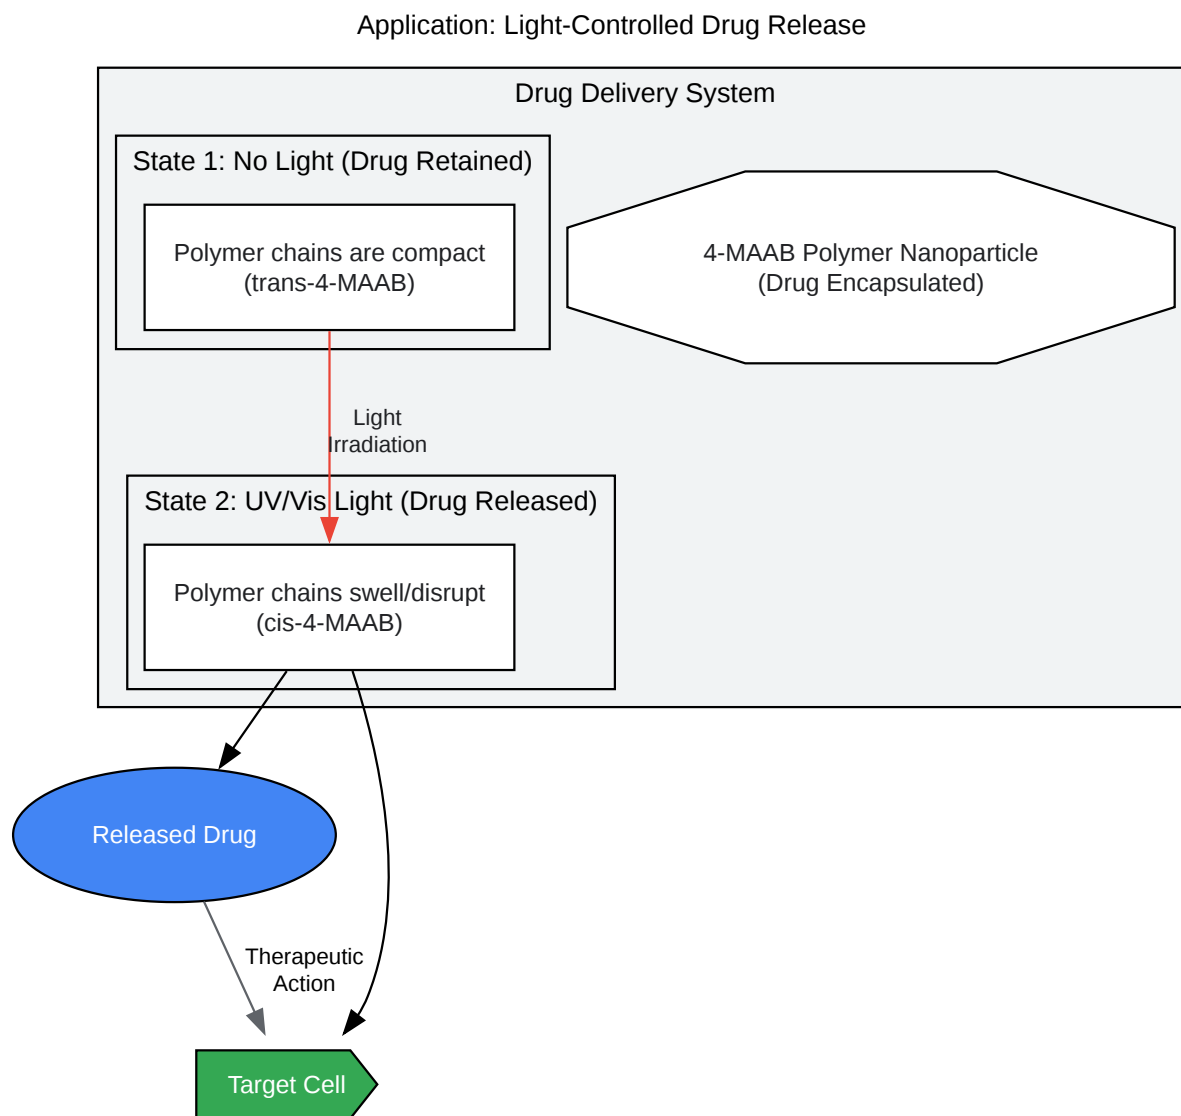 Application: Light-Controlled Drug Release
Drug Delivery System
State 1: No Light (Drug Retained)
Polymer chains are compact
(trans-4-MAAB)
4-MAAB Polymer Nanoparticle
(Drug Encapsulated)
Light
Irradiation
State 2: UV/Vis Light (Drug Released)
Polymer chains swell/disrupt
(cis-4-MAAB)
Released Drug
Therapeutic
Action
Target Cell